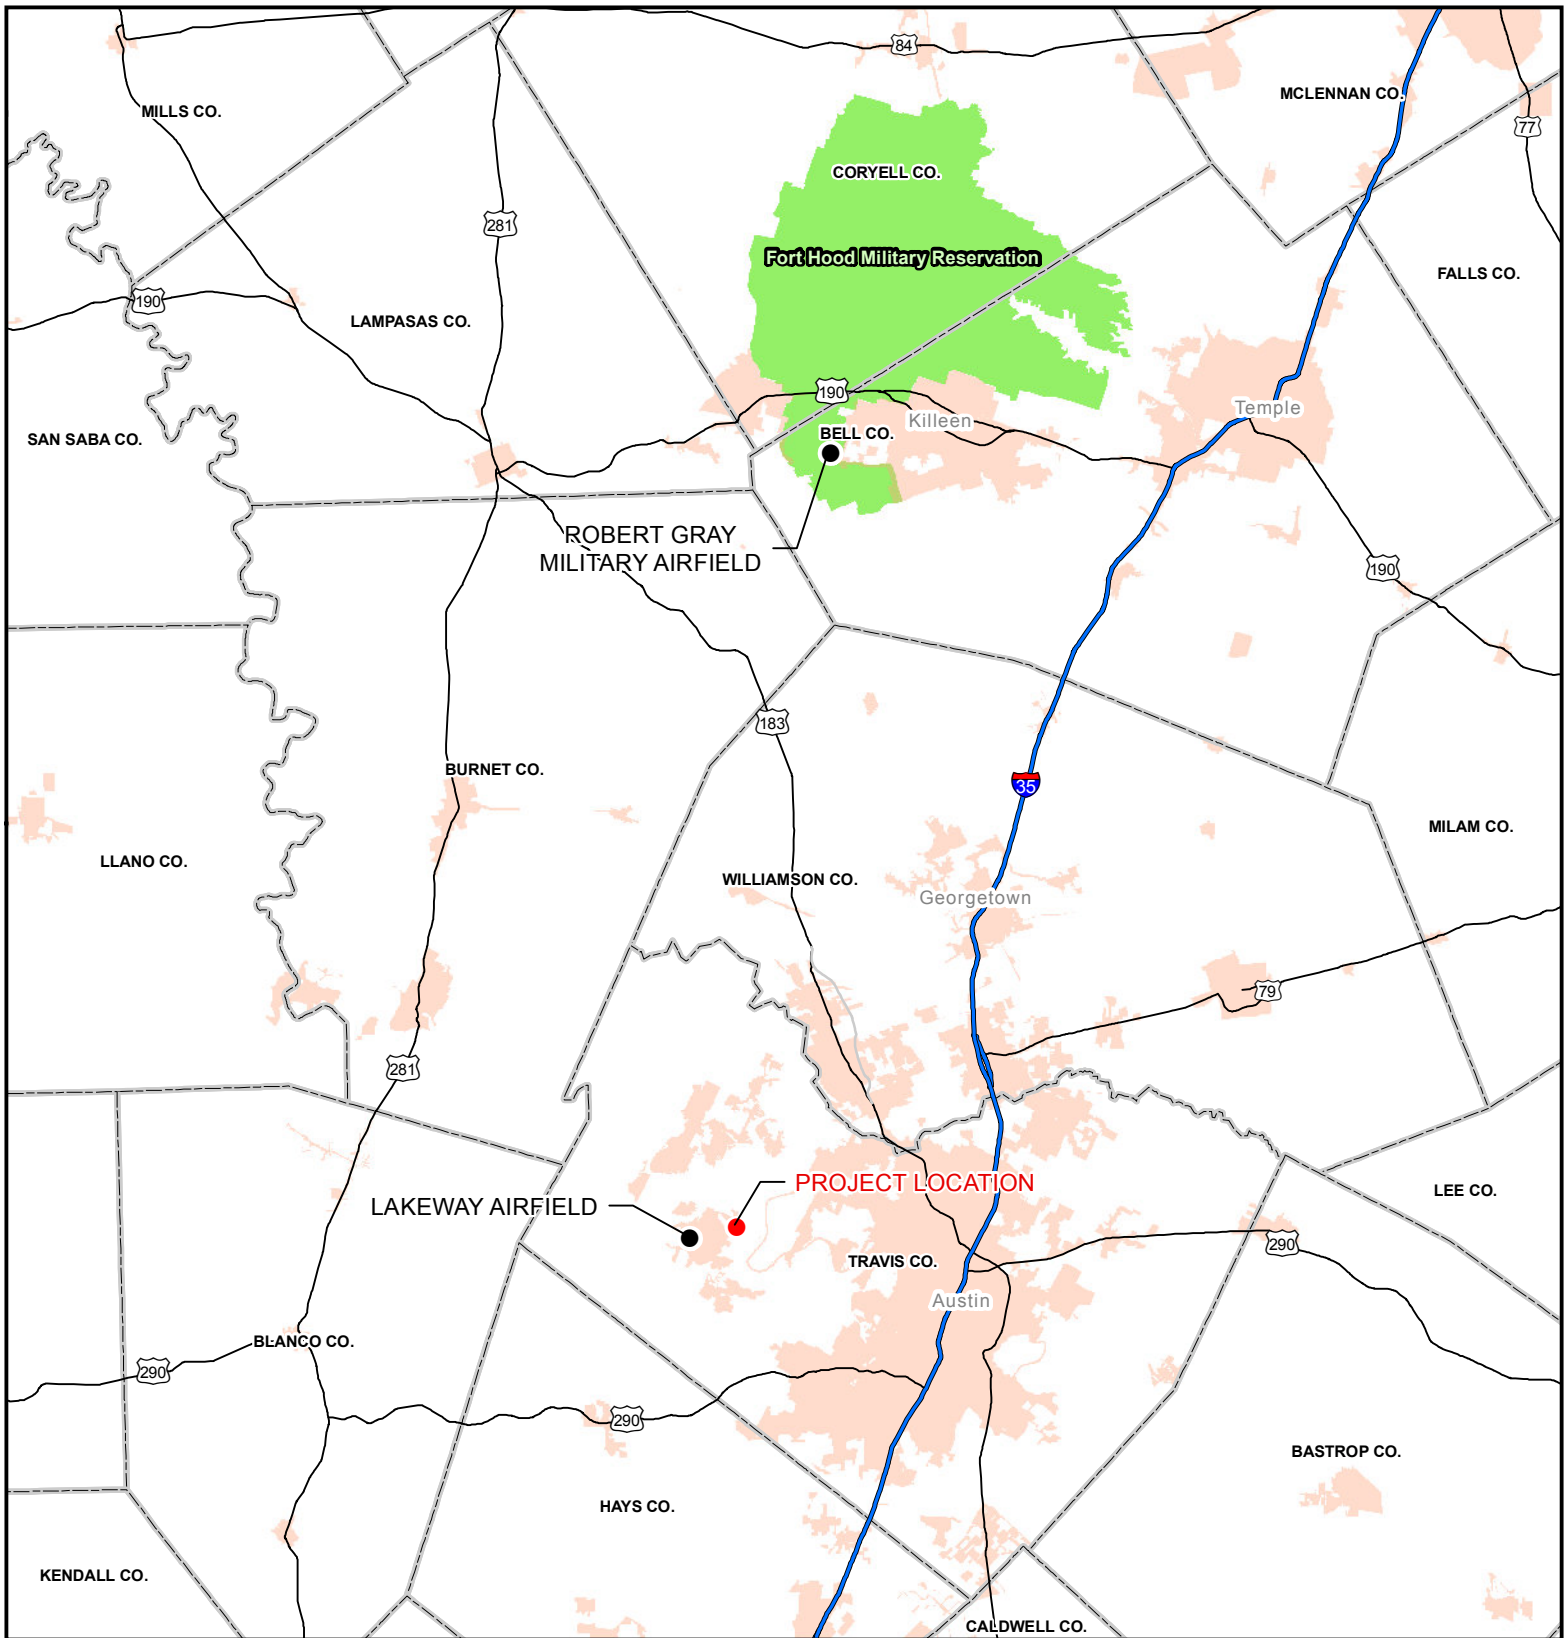 84
MCLENNAN CO.
MILLS CO.
77
CORYELL CO.
281
Fort Hood Military Reservation
FALLS CO.
190
LAMPASAS CO.
190
Temple
Killeen
SAN SABA CO.
BELL CO.
ROBERT GRAY
MILITARY AIRFIELD
190
183
BURNET CO.
35
MILAM CO.
LLANO CO.
WILLIAMSON CO.
Georgetown
79
281
PROJECT LOCATION
LEE CO.
LAKEWAY AIRFIELD
290
TRAVIS CO.
Austin
BLANCO CO.
290
290
BASTROP CO.
HAYS CO.
KENDALL CO.
CALDWELL CO.